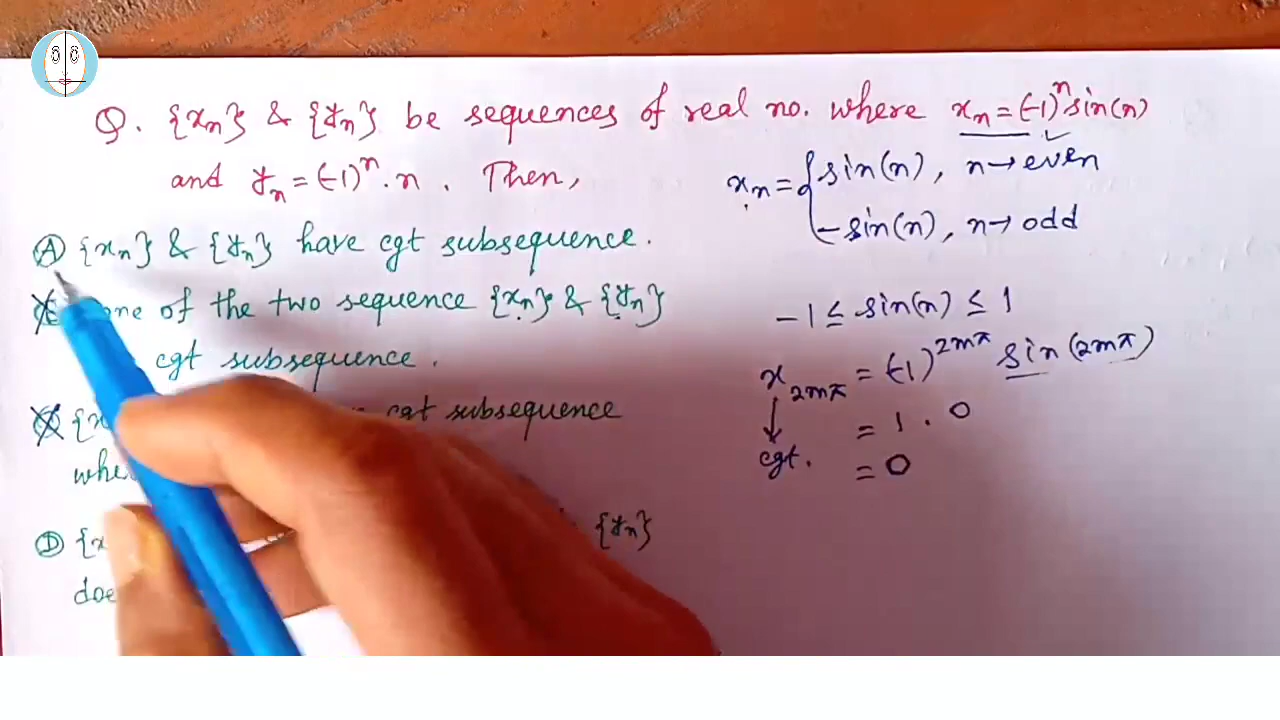 Q. {xn} & {yn} be sequences of real no. where xn = (-1)^n sin(n)
and yn = (-1)^n . n . Then,
Ⓐ {xn} & {yn} have cgt subsequence.
of the two sequence {xn} & {yn}
cgt subsequence.
cgt subsequence
Ⓓ
{yn}
xn = { sin(n), n → even
-sin(n), n → odd
-1 ≤ sin(n) ≤ 1
x2mπ = (-1)^2mπ sin(2mπ)
↓ = 1 . 0
cgt. = 0